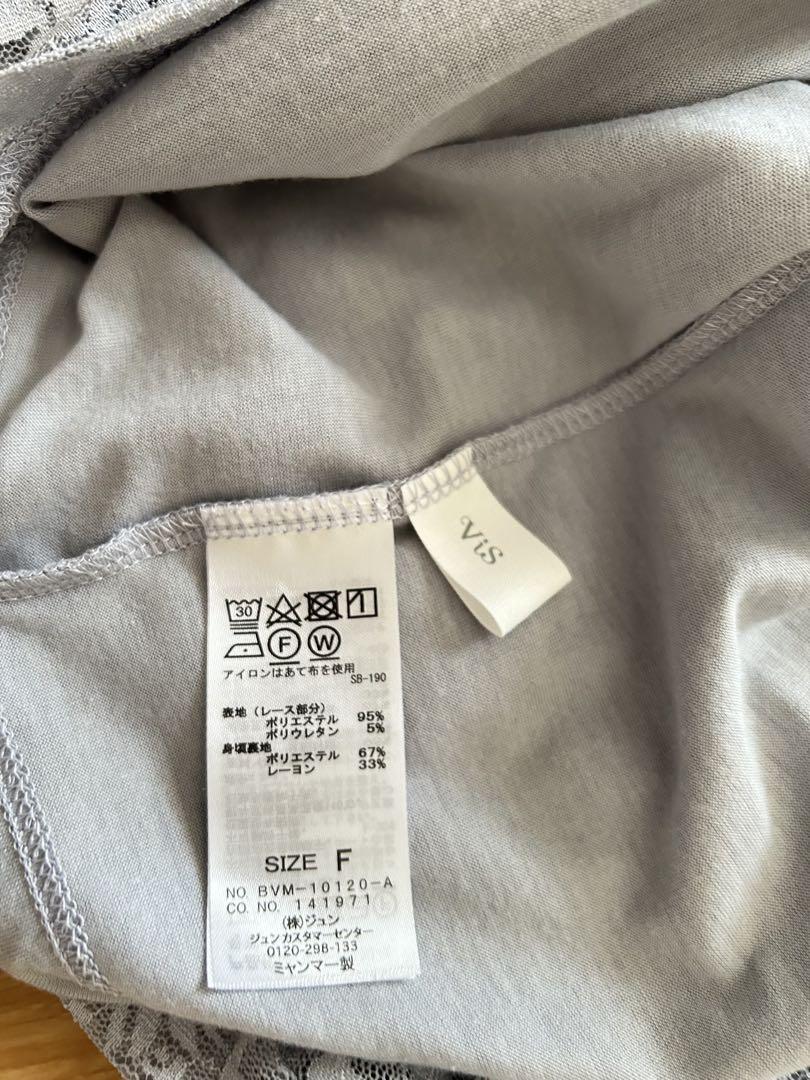 ViS
30
F W
アイロンはあて布を使用
SB-190
表地(レース部分)
ポリエステル 95%
ポリウレタン 5%
身頃裏地
ポリエステル 67%
レーヨン 33%
SIZE F
NO. BVM-10120-A
CO. NO. 141971
(株)ジュン
ジュンカスタマーセンター
0120-298-133
ミャンマー製